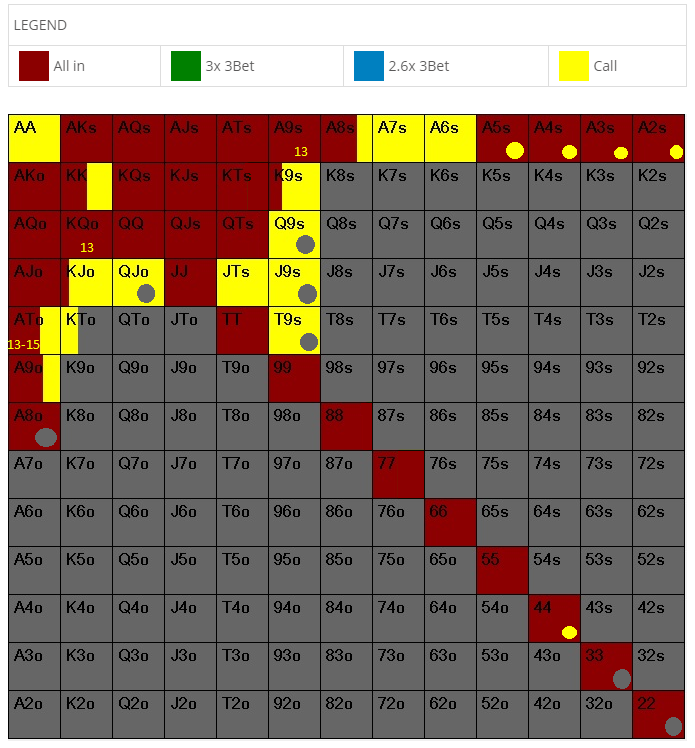 LEGEND
All in 3x 3Bet 2.6x 3Bet Call
AA AKs AQs AJs ATs A9s A8s A7s A6s A5s A4s A3s A2s
13
AKo KK KQs KJs KTs K9s K8s K7s K6s K5s K4s K3s K2s
AQo KQo QQ QJs QTs Q9s Q8s Q7s Q6s Q5s Q4s Q3s Q2s
13
AJo KJo QJo JJ JTs J9s J8s J7s J6s J5s J4s J3s J2s
ATo KTo QTo JTo TT T9s T8s T7s T6s T5s T4s T3s T2s
13-15
A9o K9o Q9o J9o T9o 99 98s 97s 96s 95s 94s 93s 92s
A8o K8o Q8o J8o T8o 98o 88 87s 86s 85s 84s 83s 82s
A7o K7o Q7o J7o T7o 97o 87o 77 76s 75s 74s 73s 72s
A6o K6o Q6o J6o T6o 96o 86o 76o 66 65s 64s 63s 62s
A5o K5o Q5o J5o T5o 95o 85o 75o 65o 55 54s 53s 52s
A4o K4o Q4o J4o T4o 94o 84o 74o 64o 54o 44 43s 42s
A3o K3o Q3o J3o T3o 93o 83o 73o 63o 53o 43o 33 32s
A2o K2o Q2o J2o T2o 92o 82o 72o 62o 52o 42o 32o 22